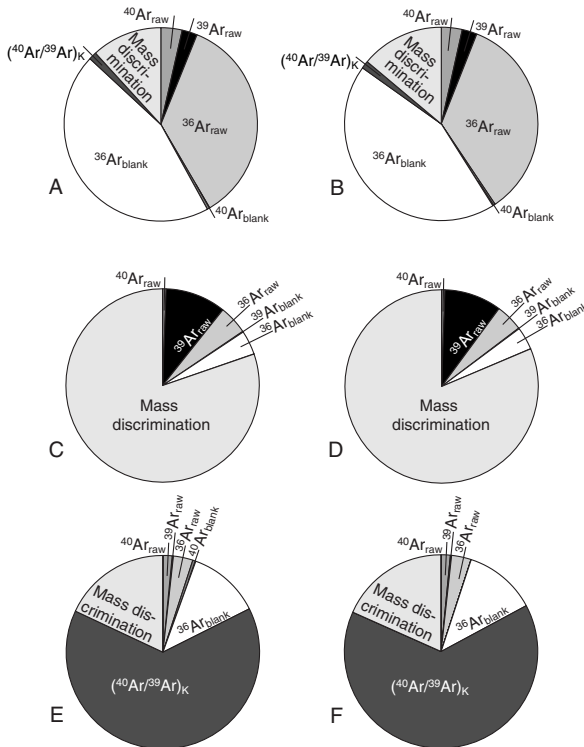 ⁴⁰Ar_raw
³⁹Ar_raw
(⁴⁰Ar/³⁹Ar)_K
Mass
discri-
mination
³⁶Ar_raw
³⁶Ar_blank
⁴⁰Ar_blank
A
⁴⁰Ar_raw
³⁹Ar_raw
(⁴⁰Ar/³⁹Ar)_K
Mass
discri-
mination
³⁶Ar_raw
³⁶Ar_blank
⁴⁰Ar_blank
B
⁴⁰Ar_raw
³⁶Ar_raw
³⁹Ar_blank
³⁶Ar_blank
³⁹Ar_raw
Mass
discrimination
C
⁴⁰Ar_raw
³⁶Ar_raw
³⁹Ar_blank
³⁶Ar_blank
³⁹Ar_raw
Mass
discrimination
D
⁴⁰Ar_raw
³⁹Ar_raw
³⁶Ar_raw
⁴⁰Ar_blank
Mass dis-
crimination
³⁶Ar_blank
(⁴⁰Ar/³⁹Ar)_K
E
⁴⁰Ar_raw
³⁹Ar_raw
³⁶Ar_raw
Mass dis-
crimination
³⁶Ar_blank
(⁴⁰Ar/³⁹Ar)_K
F